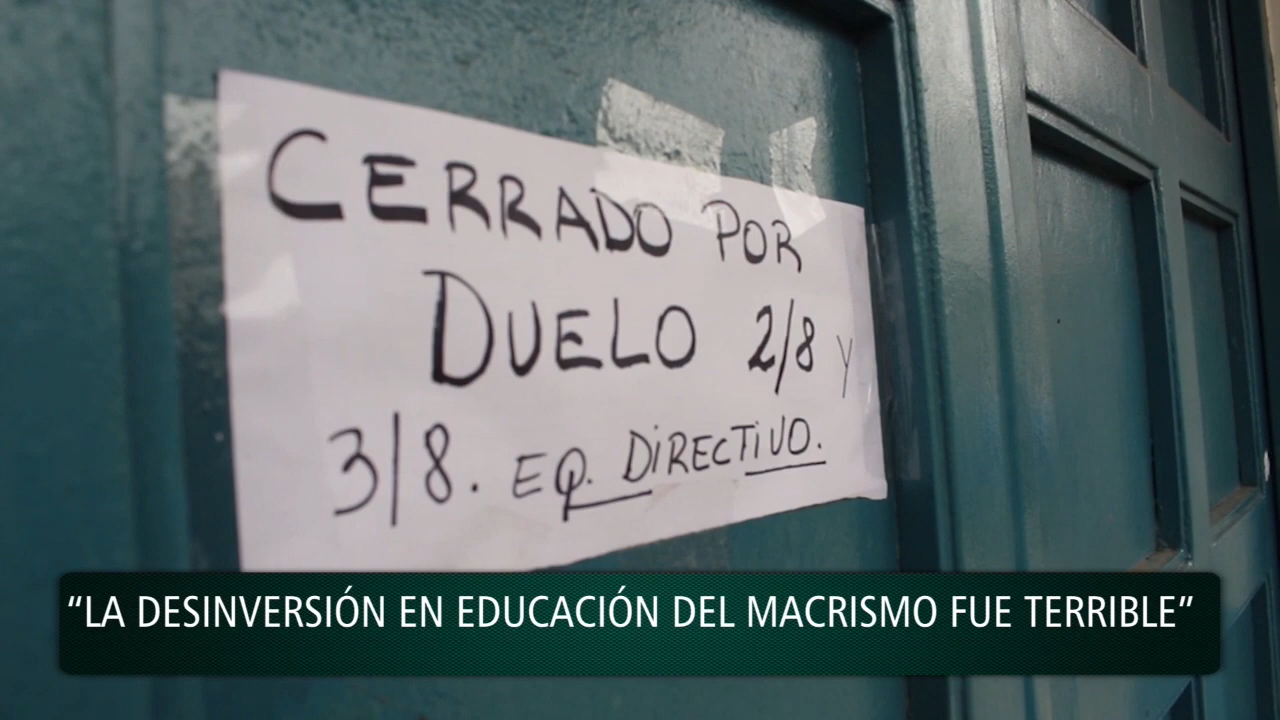 CERRADO POR
DUELO 2/8 Y
3/8. EQ. DIRECTIVO.
“LA DESINVERSIÓN EN EDUCACIÓN DEL MACRISMO FUE TERRIBLE”